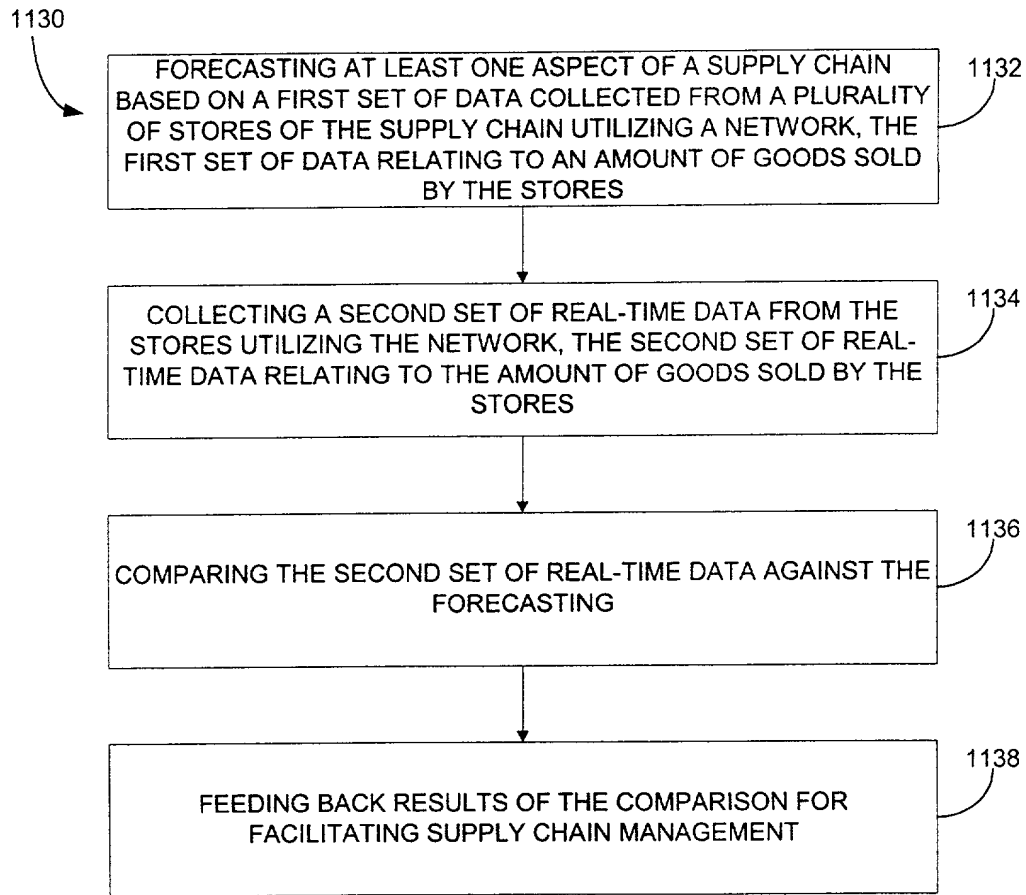 1130
FORECASTING AT LEAST ONE ASPECT OF A SUPPLY CHAIN
BASED ON A FIRST SET OF DATA COLLECTED FROM A PLURALITY
OF STORES OF THE SUPPLY CHAIN UTILIZING A NETWORK, THE
FIRST SET OF DATA RELATING TO AN AMOUNT OF GOODS SOLD
BY THE STORES
1132
COLLECTING A SECOND SET OF REAL-TIME DATA FROM THE
STORES UTILIZING THE NETWORK, THE SECOND SET OF REAL-
TIME DATA RELATING TO THE AMOUNT OF GOODS SOLD BY THE
STORES
1134
COMPARING THE SECOND SET OF REAL-TIME DATA AGAINST THE
FORECASTING
1136
FEEDING BACK RESULTS OF THE COMPARISON FOR
FACILITATING SUPPLY CHAIN MANAGEMENT
1138